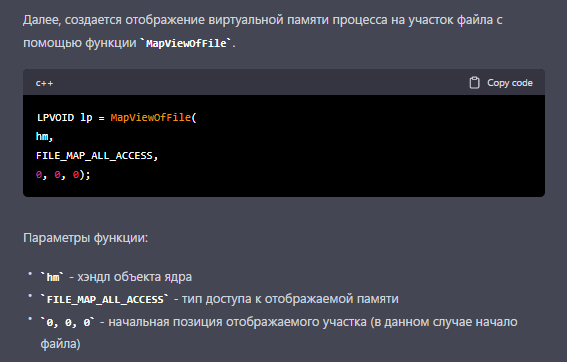 Далее, создается отображение виртуальной памяти процесса на участок файла с
помощью функции `MapViewOfFile`.
c++ Copy code
LPVOID lp = MapViewOfFile(
hm,
FILE_MAP_ALL_ACCESS,
0, 0, 0);
Параметры функции:
• `hm` - хэндл объекта ядра
• `FILE_MAP_ALL_ACCESS` - тип доступа к отображаемой памяти
• `0, 0, 0` - начальная позиция отображаемого участка (в данном случае начало
файла)